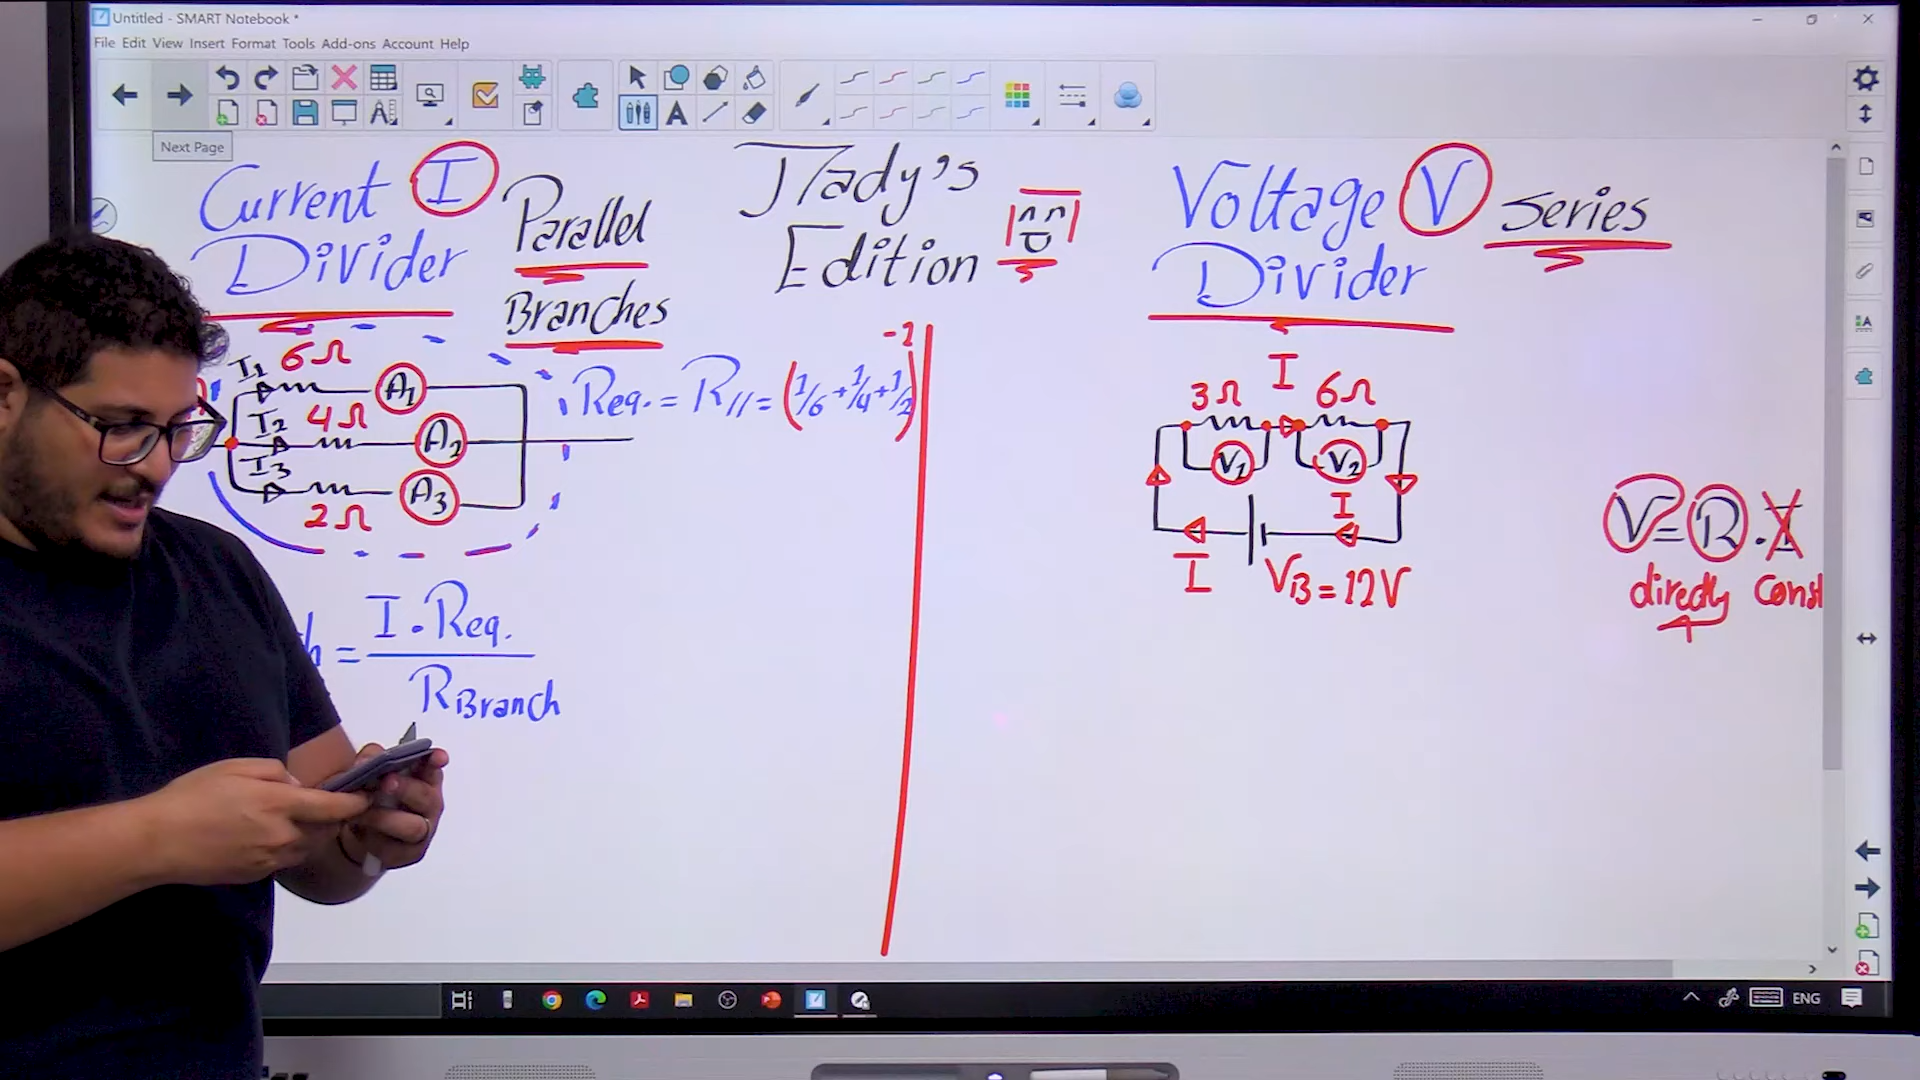 Untitled - SMART Notebook *
File Edit View Insert Format Tools Add-ons Account Help
Next Page
Current I
Divider
Parallel
Branches
Edition
Voltage V
Divider
Series
I1
6Ω
A1
I2
4Ω
A2
I3
2Ω
A3
Req. = R// = (1/6+1/4+1/2)-1
= I . Req.
RBranch
3Ω
I
6Ω
V1
V2
I
I
VB=12V
V=R.I
directly Const
ENG